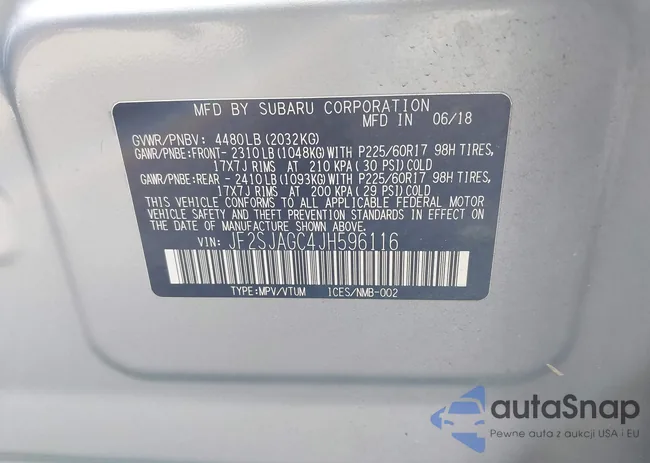 MFD BY SUBARU CORPORATION
MFD IN 06/18
GVWR/PNBV: 4480LB(2032KG)
GAWR/PNBE:FRONT- 2310LB(1048KG)WITH P225/60R17 98H TIRES,
17X7J RIMS AT 210 KPA(30 PSI)COLD
GAWR/PNBE:REAR - 2410LB(1093KG)WITH P225/60R17 98H TIRES,
17X7J RIMS AT 200 KPA(29 PSI)COLD
THIS VEHICLE CONFORMS TO ALL APPLICABLE FEDERAL MOTOR
VEHICLE SAFETY AND THEFT PREVENTION STANDARDS IN EFFECT
ON THE DATE OF MANUFACTURE SHOWN ABOVE.
VIN: JF2SJAGC4JH596116
TYPE:MPV/VTUM ICES/NMB-002
autaSnap
Pewne auta z aukcji USA i EU